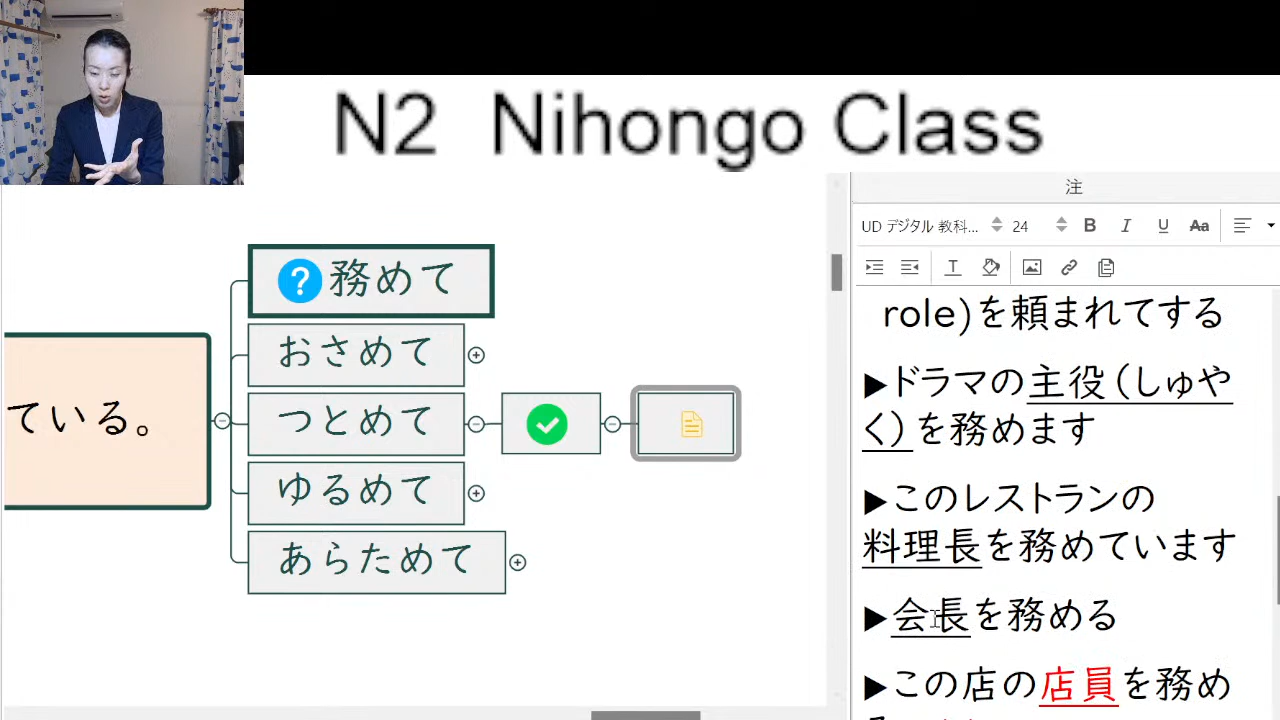 N2 Nihongo Class
ている。
務めて
おさめて
つとめて
ゆるめて
あらためて
注
UD デジタル 教科... 24 B I U Aa
role)を頼まれてする
▶ドラマの主役(しゅや
く)を務めます
▶このレストランの
料理長を務めています
▶会長を務める
▶この店の店員を務め